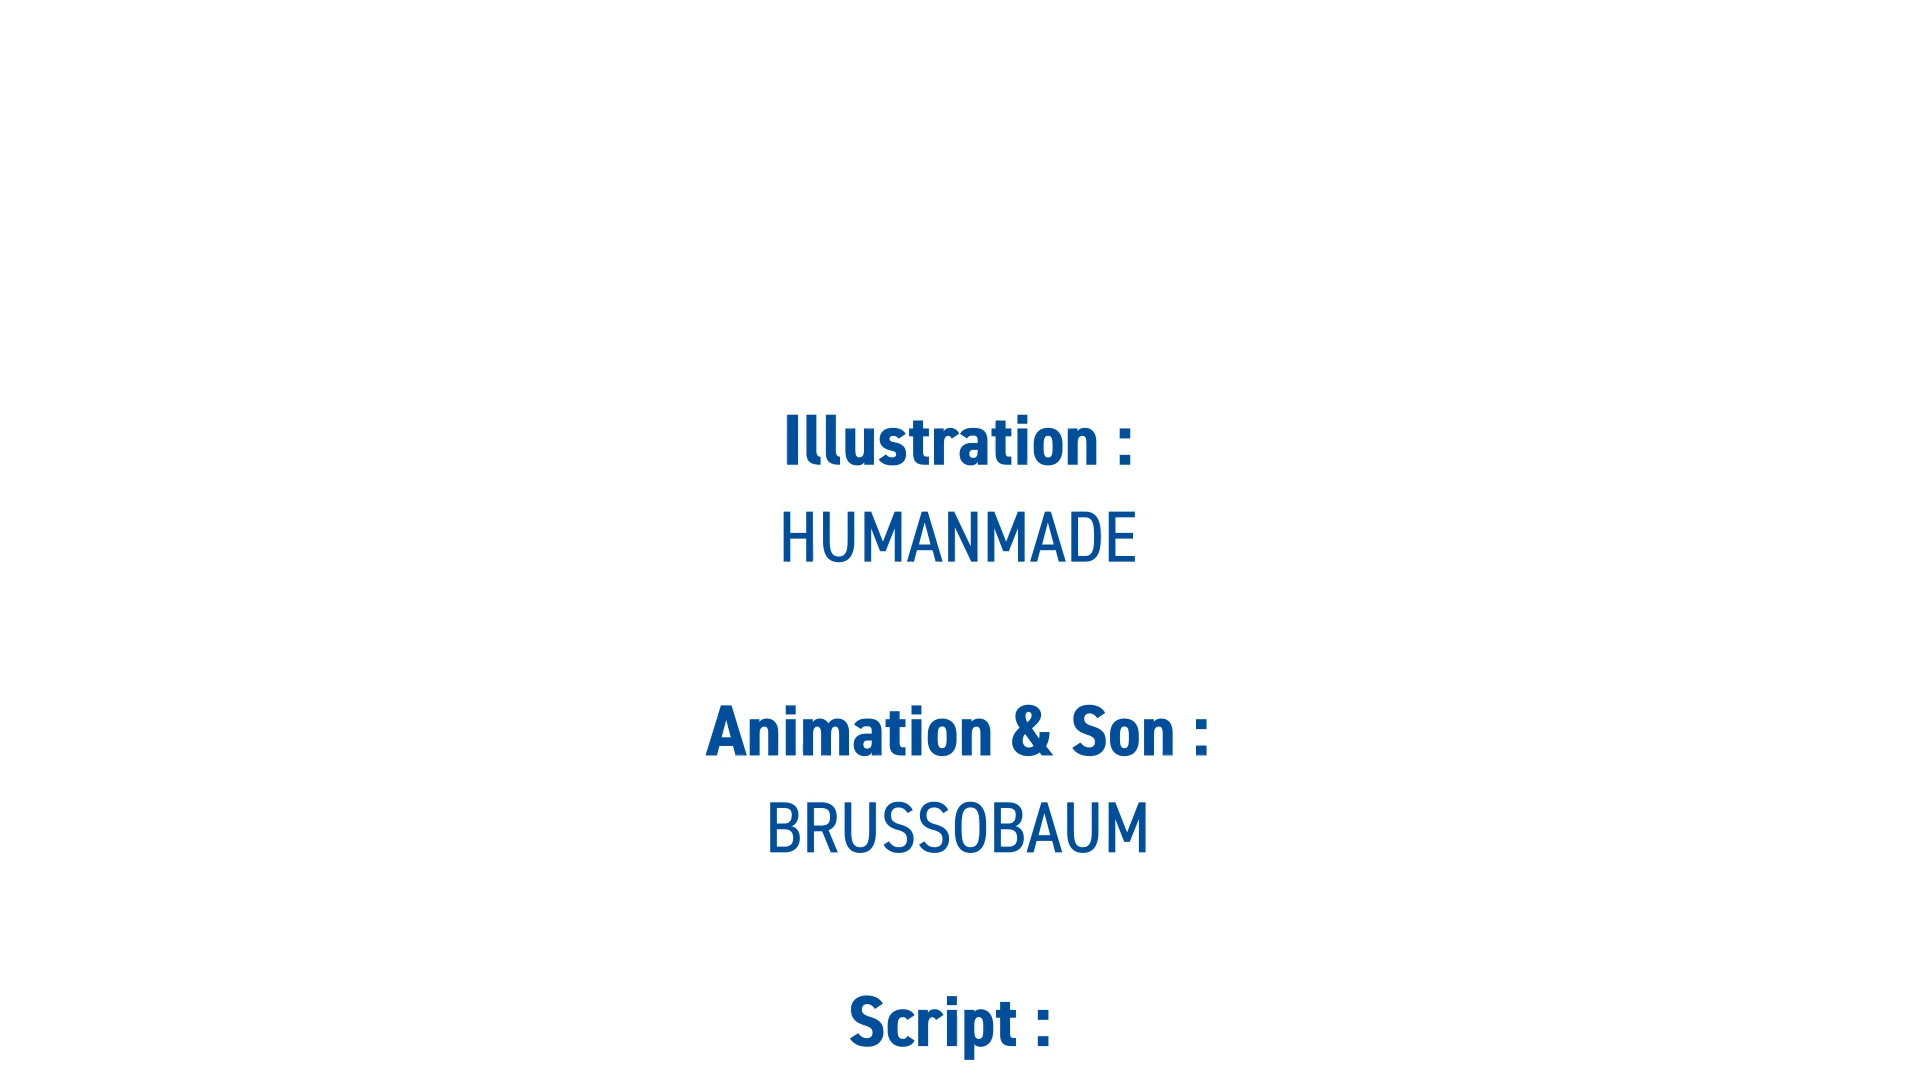 Illustration :
HUMANMADE
Animation & Son :
BRUSSOBAUM
Script :